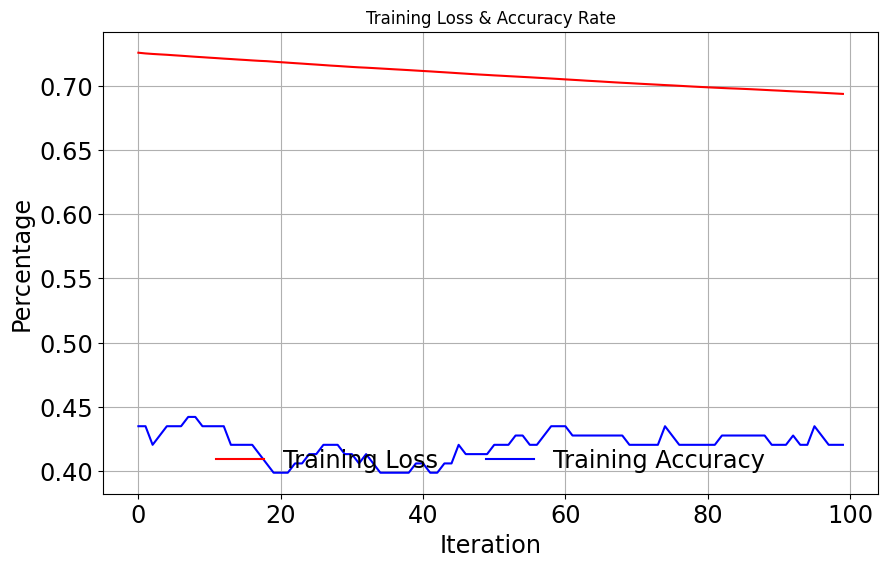 Training Loss & Accuracy Rate
Percentage
0.70
0.65
0.60
0.55
0.50
0.45
0.40
Training Loss Training Accuracy
0 20 40 60 80 100
Iteration